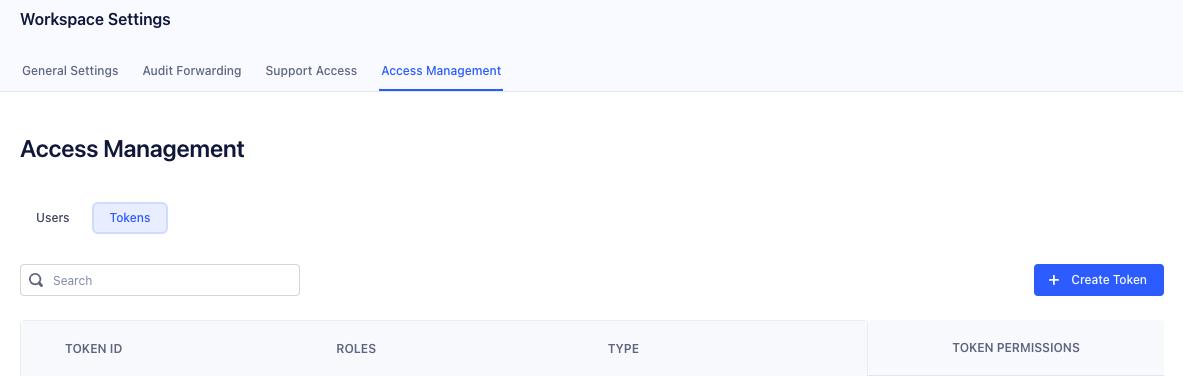 Workspace Settings
General Settings Audit Forwarding Support Access Access Management
Access Management
Users Tokens
Search + Create Token
TOKEN ID ROLES TYPE TOKEN PERMISSIONS